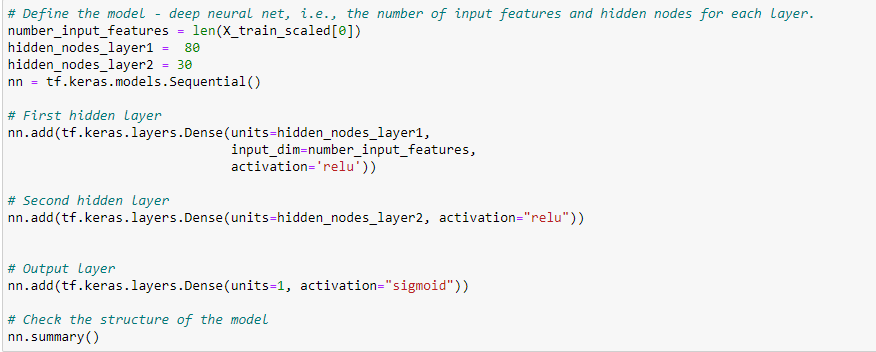 # Define the model - deep neural net, i.e., the number of input features and hidden nodes for each layer.
number_input_features = len(X_train_scaled[0])
hidden_nodes_layer1 =  80
hidden_nodes_layer2 = 30
nn = tf.keras.models.Sequential()

# First hidden layer
nn.add(tf.keras.layers.Dense(units=hidden_nodes_layer1,
                             input_dim=number_input_features,
                             activation='relu'))

# Second hidden layer
nn.add(tf.keras.layers.Dense(units=hidden_nodes_layer2, activation="relu"))


# Output layer
nn.add(tf.keras.layers.Dense(units=1, activation="sigmoid"))

# Check the structure of the model
nn.summary()